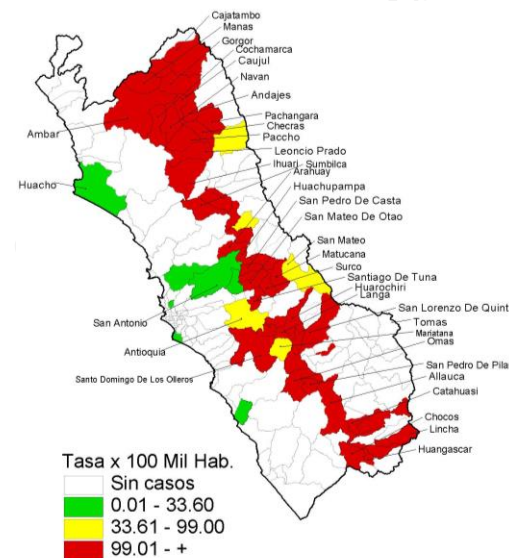 Cajatambo
Manas
Gorgor
Cochamarca
Caujul
Navan
Andajes
Pachangara
Checras
Ambar
Paccho
Leoncio Prado
Ihuari Sumbilca
Arahuay
Huacho
Huachupampa
San Pedro De Casta
San Mateo De Otao
San Mateo
Matucana
Surco
Santiago De Tuna
Huarochiri
Langa
San Antonio
San Lorenzo De Quint
Tomas
Mariatana
Omas
Antioquia
San Pedro De Pila
Santo Domingo De Los Olleros
Allauca
Catahuasi
Chocos
Lincha
Huangascar
Tasa x 100 Mil Hab.
Sin casos
0.01 - 33.60
33.61 - 99.00
99.01 - +